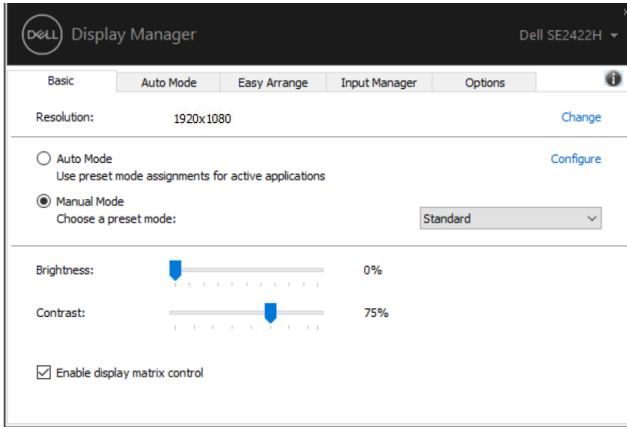 DELL Display Manager Dell SE2422H
Basic Auto Mode Easy Arrange Input Manager Options
Resolution: 1920x1080 Change
Auto Mode Configure
Use preset mode assignments for active applications
Manual Mode
Choose a preset mode: Standard
Brightness: 0%
Contrast: 75%
Enable display matrix control